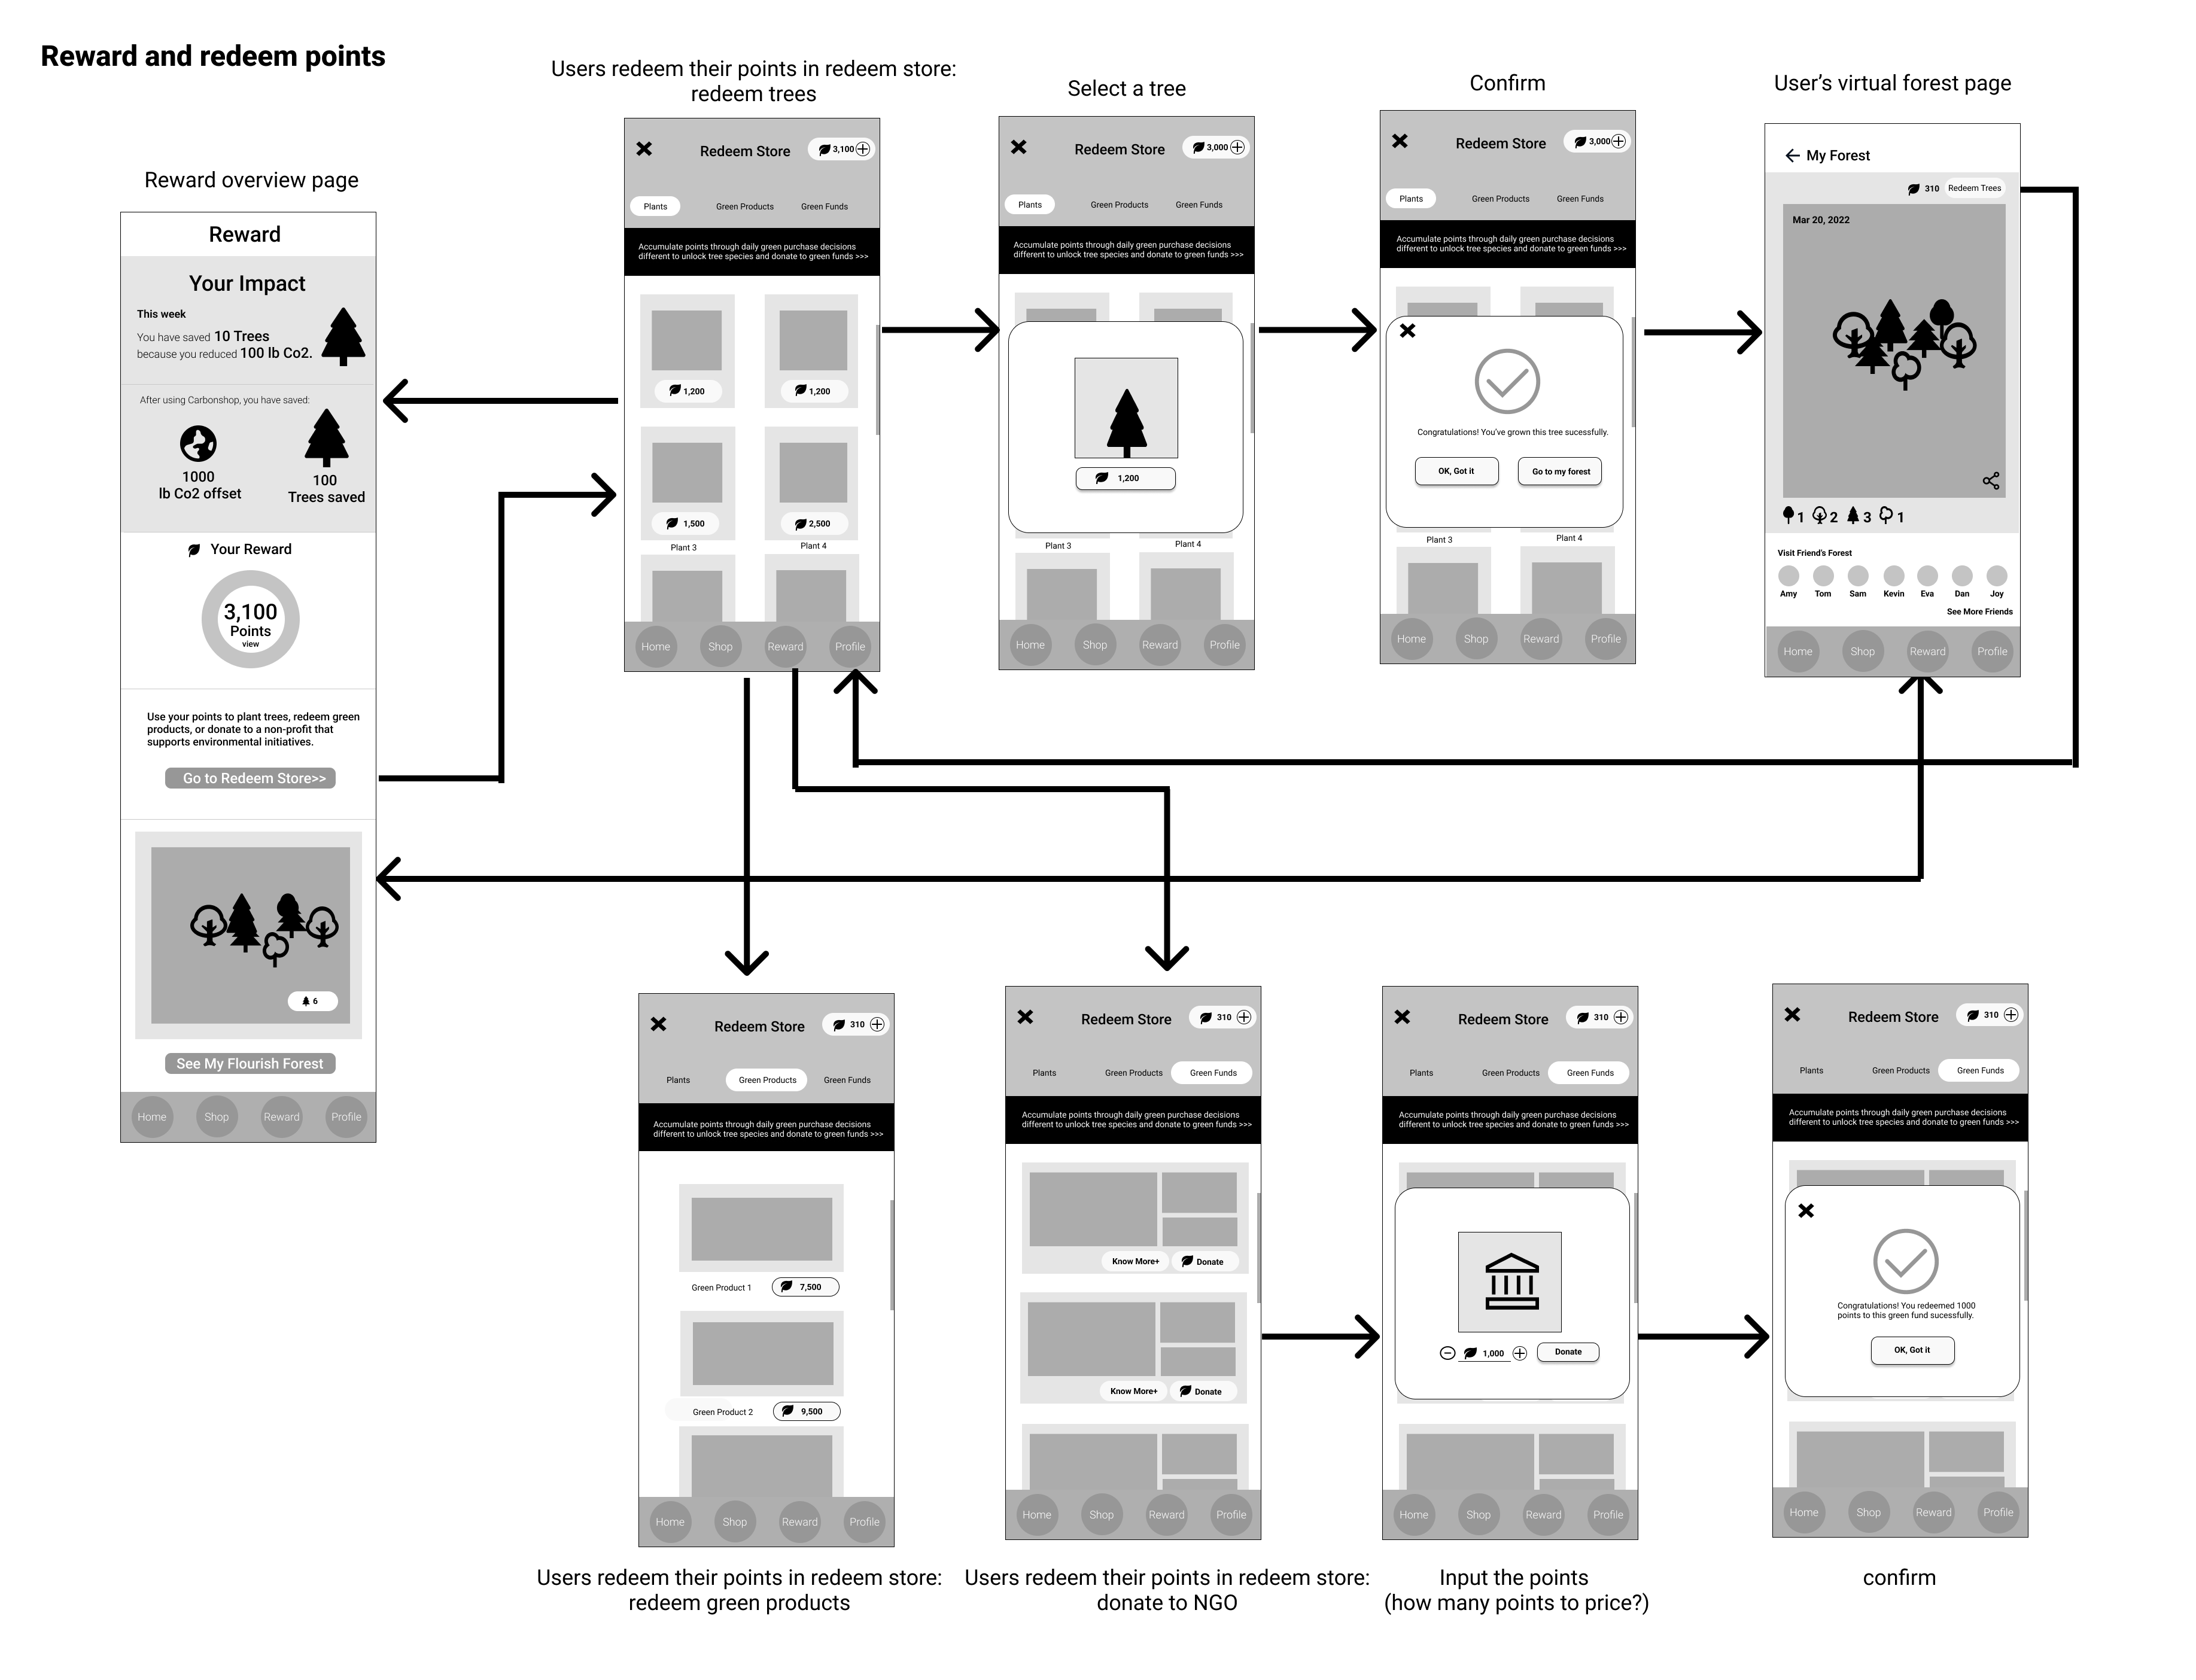 Reward and redeem points
Reward overview page
Reward
Your Impact
This week
You have saved 10 Trees
because you reduced 100 lb Co2.
After using Carbonshop, you have saved:
1000
lb Co2 offset
100
Trees saved
Your Reward
3,100
Points
view
Use your points to plant trees, redeem green
products, or donate to a non-profit that
supports environmental initiatives.
Go to Redeem Store>>
6
See My Flourish Forest
Home Shop Reward Profile
Users redeem their points in redeem store:
redeem trees
Redeem Store 3,100
Plants Green Products Green Funds
Accumulate points through daily green purchase decisions
different to unlock tree species and donate to green funds >>>
1,200 1,200
1,500 2,500
Plant 3 Plant 4
Home Shop Reward Profile
Select a tree
Redeem Store 3,000
Plants Green Products Green Funds
Accumulate points through daily green purchase decisions
different to unlock tree species and donate to green funds >>>
1,200
Plant 3 Plant 4
Home Shop Reward Profile
Confirm
Redeem Store 3,000
Plants Green Products Green Funds
Accumulate points through daily green purchase decisions
different to unlock tree species and donate to green funds >>>
Congratulations! You've grown this tree sucessfully.
OK, Got it Go to my forest
Plant 3 Plant 4
Home Shop Reward Profile
User's virtual forest page
My Forest
310 Redeem Trees
Mar 20, 2022
1 2 3 1
Visit Friend's Forest
Amy Tom Sam Kevin Eva Dan Joy
See More Friends
Home Shop Reward Profile
Redeem Store 310
Plants Green Products Green Funds
Accumulate points through daily green purchase decisions
different to unlock tree species and donate to green funds >>>
Green Product 1 7,500
Green Product 2 9,500
Home Shop Reward Profile
Users redeem their points in redeem store:
redeem green products
Redeem Store 310
Plants Green Products Green Funds
Accumulate points through daily green purchase decisions
different to unlock tree species and donate to green funds >>>
Know More+ Donate
Know More+ Donate
Home Shop Reward Profile
Users redeem their points in redeem store:
donate to NGO
Redeem Store 310
Plants Green Products Green Funds
Accumulate points through daily green purchase decisions
different to unlock tree species and donate to green funds >>>
1,000 Donate
Home Shop Reward Profile
Input the points
(how many points to price?)
Redeem Store 310
Plants Green Products Green Funds
Accumulate points through daily green purchase decisions
different to unlock tree species and donate to green funds >>>
Congratulations! You redeemed 1000
points to this green fund sucessfully.
OK, Got it
Home Shop Reward Profile
confirm